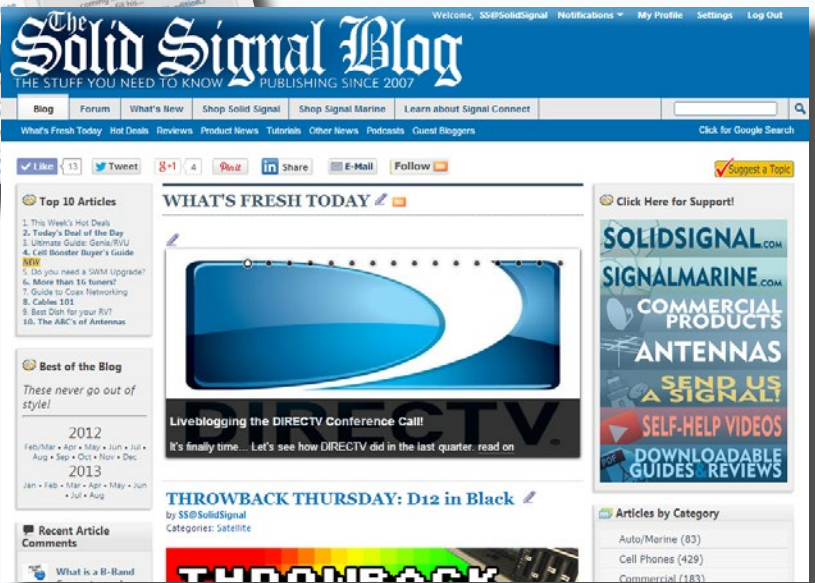 coming
Welcome, SS@SolidSignal Notifications My Profile Settings Log Out
The
Solid Signal Blog
THE STUFF YOU NEED TO KNOW PUBLISHING SINCE 2007
Blog Forum What's New Shop Solid Signal Shop Signal Marine Learn about Signal Connect
What's Fresh Today Hot Deals Reviews Product News Tutorials Other News Podcasts Guest Bloggers Click for Google Search
Like 13 Tweet g+1 4 Pin it in Share E-Mail Follow Suggest a Topic
Top 10 Articles
1. This Week's Hot Deals
2. Today's Deal of the Day
3. Ultimate Guide: Genie/RVU
4. Cell Booster Buyer's Guide
NEW
5. Do you need a SWM Upgrade?
6. More than 16 tuners?
7. Guide to Coax Networking
8. Cables 101
9. Best Dish for your RV?
10. The ABC's of Antennas
Best of the Blog
These never go out of
style!
2012
Feb/Mar • Apr • May • Jun • Jul •
Aug • Sep • Oct • Nov • Dec
2013
Jan • Feb • Mar • Apr • May • Jun
• Jul • Aug
Recent Article
Comments
What is a B-Band
WHAT'S FRESH TODAY
DIRECTV.
Liveblogging the DIRECTV Conference Call!
It's finally time... Let's see how DIRECTV did in the last quarter. read on
THROWBACK THURSDAY: D12 in Black
by SS@SolidSignal
Categories: Satellite
THROWBACK
Click Here for Support!
SOLIDSIGNAL.COM
SIGNALMARINE.COM
COMMERCIAL
PRODUCTS
ANTENNAS
SEND US
A SIGNAL!
SELF-HELP VIDEOS
PDF DOWNLOADABLE
GUIDES&REVIEWS
Articles by Category
Auto/Marine (83)
Cell Phones (429)
Commercial (183)